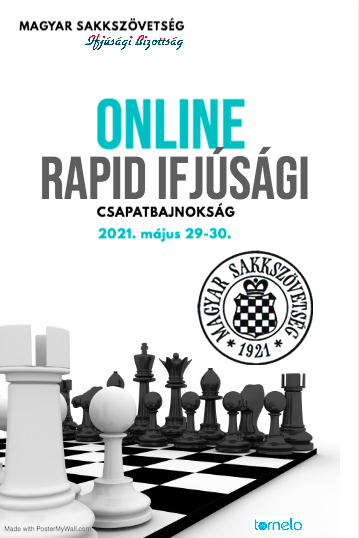 MAGYAR SAKKSZÖVETSÉG
Ifjúsági Bizottság
ONLINE
RAPID IFJÚSÁGI
CSAPATBAJNOKSÁG
2021. május 29-30.
MAGYAR SAKKSZÖVETSÉG
* 1921 *
Made with PosterMyWall.com
tornelo